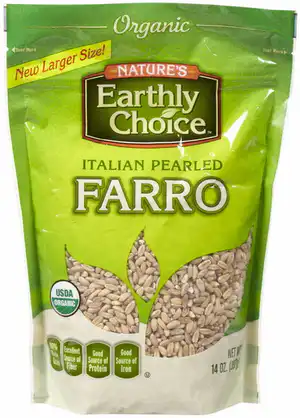 Organic
New Larger Size!
NATURE'S
Earthly
Choice
ITALIAN PEARLED
FARRO
USDA
ORGANIC
Excellent
Source of
Fiber
Good
Source of
Protein
Good
Source of
Iron
U
NET WT.
14 OZ.